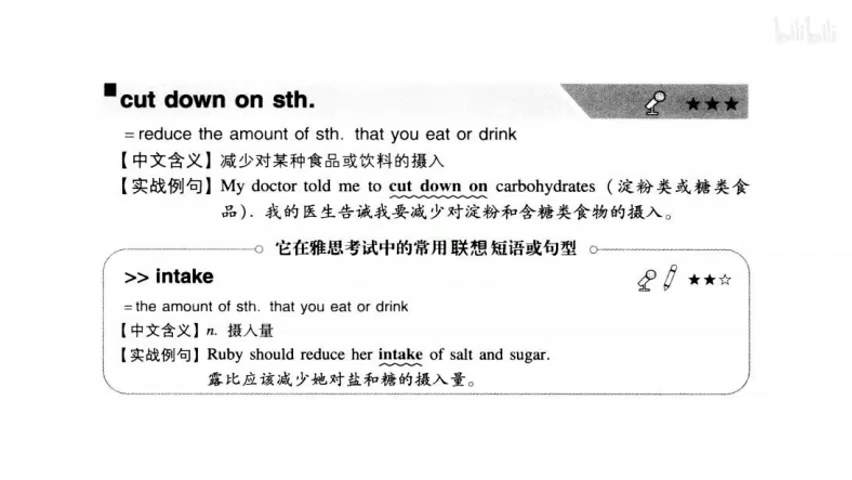 bilibili
cut down on sth. ★★★
=reduce the amount of sth. that you eat or drink
【中文含义】减少对某种食品或饮料的摄入
【实战例句】My doctor told me to cut down on carbohydrates（淀粉类或糖类食
品）. 我的医生告诫我要减少对淀粉和含糖类食物的摄入。
它在雅思考试中的常用联想短语或句型
>> intake ★★☆
=the amount of sth. that you eat or drink
【中文含义】n. 摄入量
【实战例句】Ruby should reduce her intake of salt and sugar.
露比应该减少她对盐和糖的摄入量。